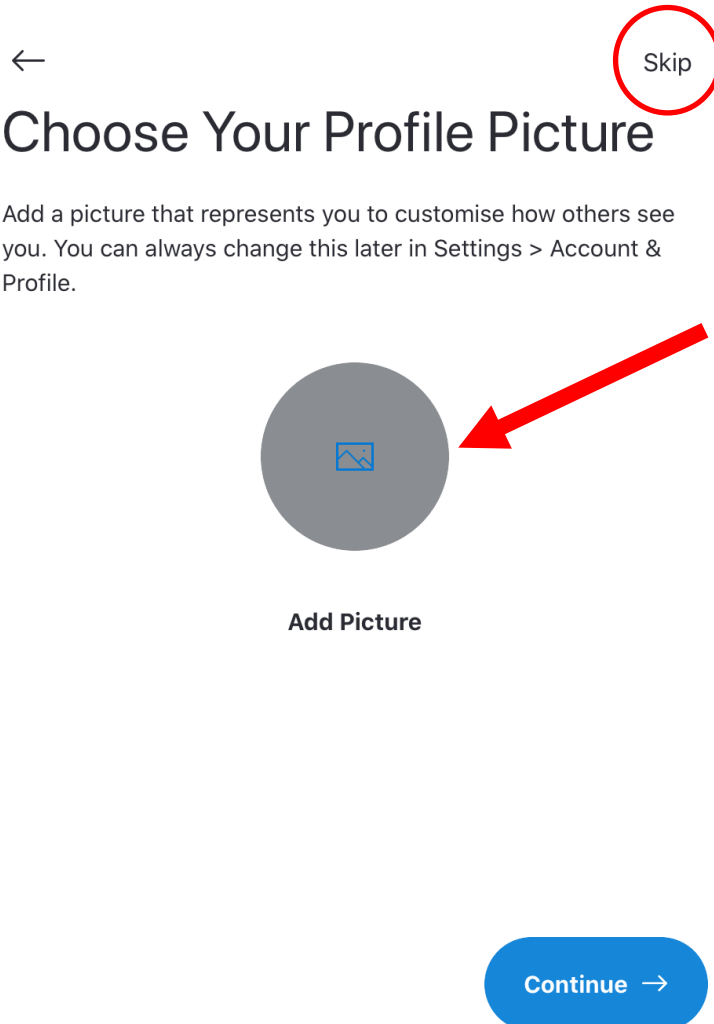 Skip
Choose Your Profile Picture
Add a picture that represents you to customise how others see
you. You can always change this later in Settings > Account &
Profile.
Add Picture
Continue